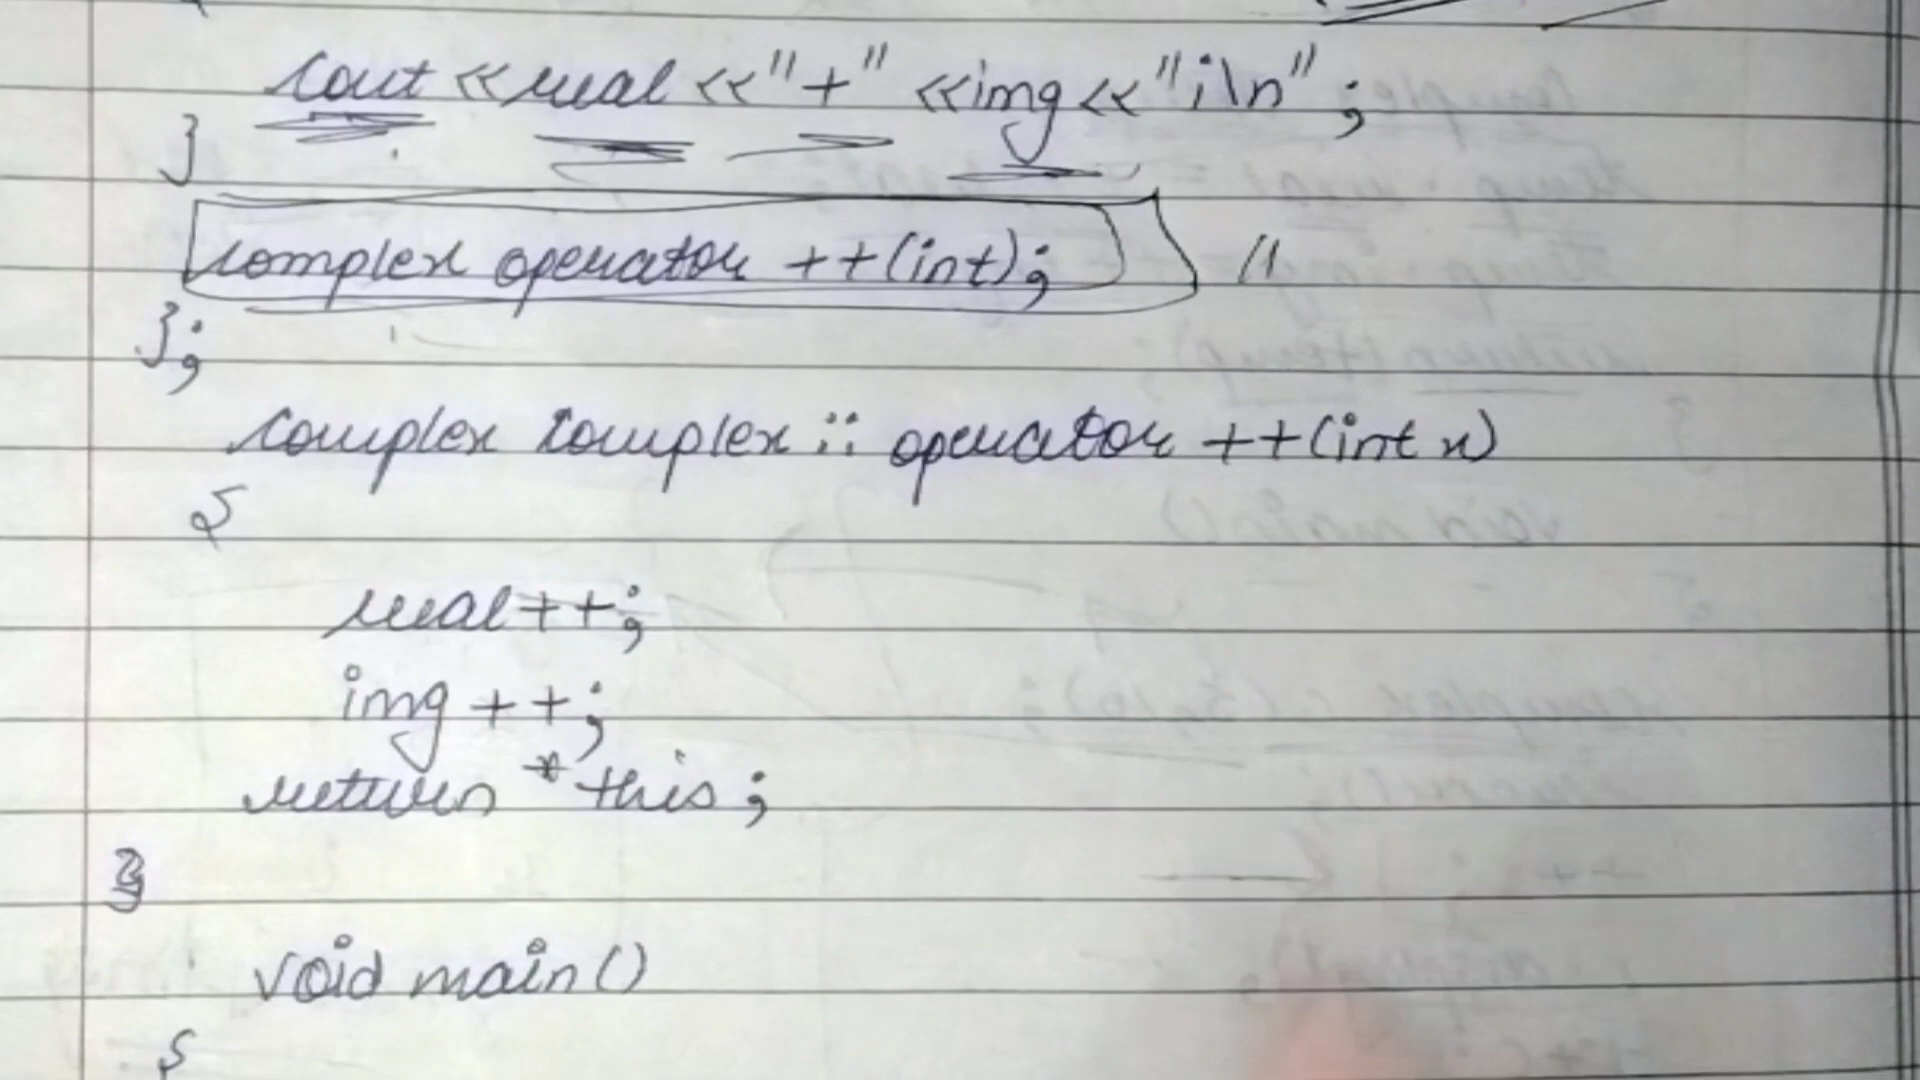 cout <<real <<"+" <<img <<"i\n" ;
}
complex operator ++(int); //
};
complex complex :: operator ++(int x)
{
real++;
img ++;
return *this ;
}
void main()
{